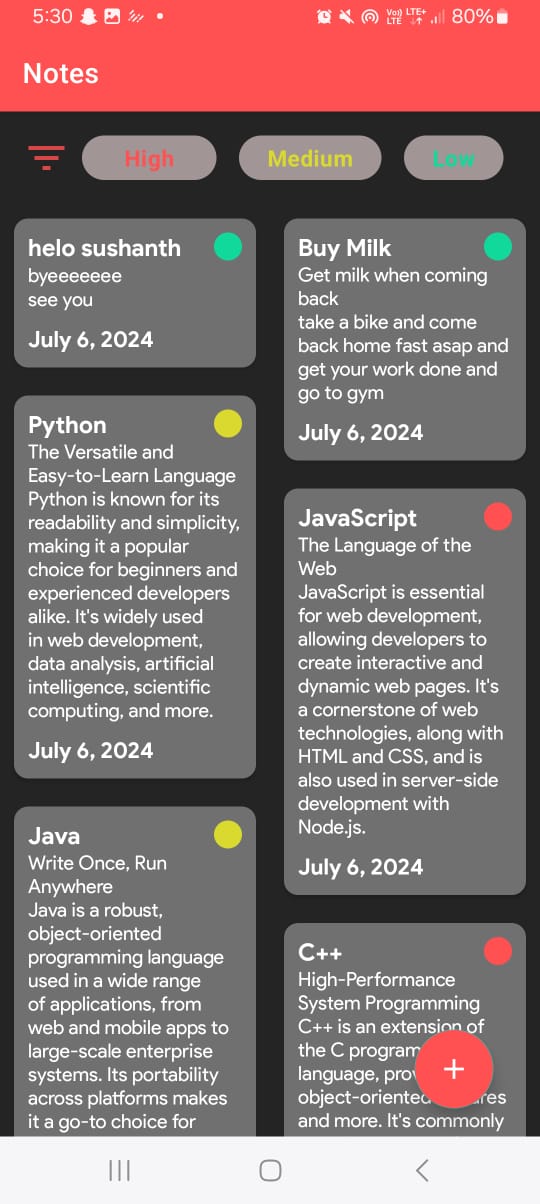 5:30
Vo) LTE LTE+ 80%
Notes
High Medium Low
helo sushanth
byeeeeeee
see you
July 6, 2024
Python
The Versatile and
Easy-to-Learn Language
Python is known for its
readability and simplicity,
making it a popular
choice for beginners and
experienced developers
alike. It's widely used
in web development,
data analysis, artificial
intelligence, scientific
computing, and more.
July 6, 2024
Java
Write Once, Run
Anywhere
Java is a robust,
object-oriented
programming language
used in a wide range
of applications, from
web and mobile apps to
large-scale enterprise
systems. Its portability
across platforms makes
it a go-to choice for
Buy Milk
Get milk when coming
back
take a bike and come
back home fast asap and
get your work done and
go to gym
July 6, 2024
JavaScript
The Language of the
Web
JavaScript is essential
for web development,
allowing developers to
create interactive and
dynamic web pages. It's
a cornerstone of web
technologies, along with
HTML and CSS, and is
also used in server-side
development with
Node.js.
July 6, 2024
C++
High-Performance
System Programming
C++ is an extension of
the C
language,
object-oriented
and more. It's commonly